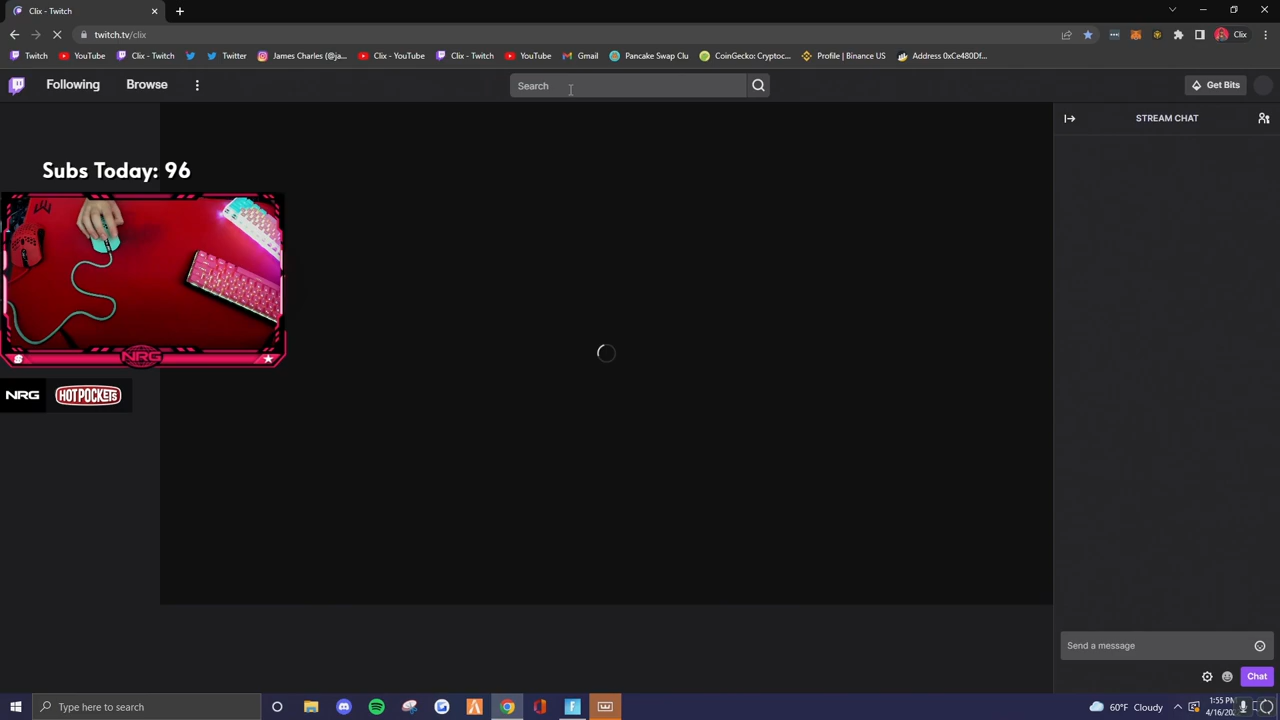 Clix - Twitch
twitch.tv/clix
Clix
Twitch YouTube Clix - Twitch Twitter James Charles (@ja... Clix - YouTube Clix - Twitch YouTube Gmail Pancake Swap Clu CoinGecko: Cryptoc... Profile | Binance US Address 0xCe480Df...
Following Browse Search Get Bits
STREAM CHAT
Subs Today: 96
NRG
NRG HOT POCKETS
Send a message
Chat
Type here to search
60°F Cloudy
1:55 PM